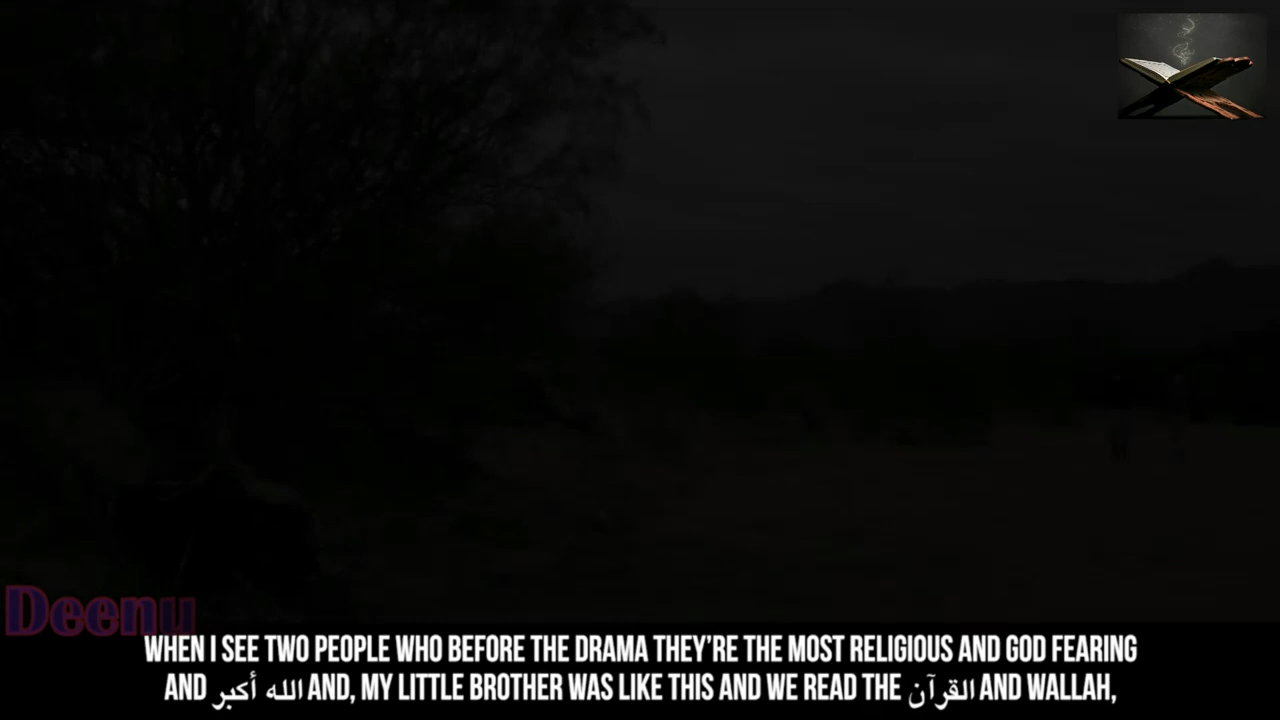 Deenu
WHEN I SEE TWO PEOPLE WHO BEFORE THE DRAMA THEY'RE THE MOST RELIGIOUS AND GOD FEARING
AND الله أكبر AND, MY LITTLE BROTHER WAS LIKE THIS AND WE READ THE القرآن AND WALLAH,